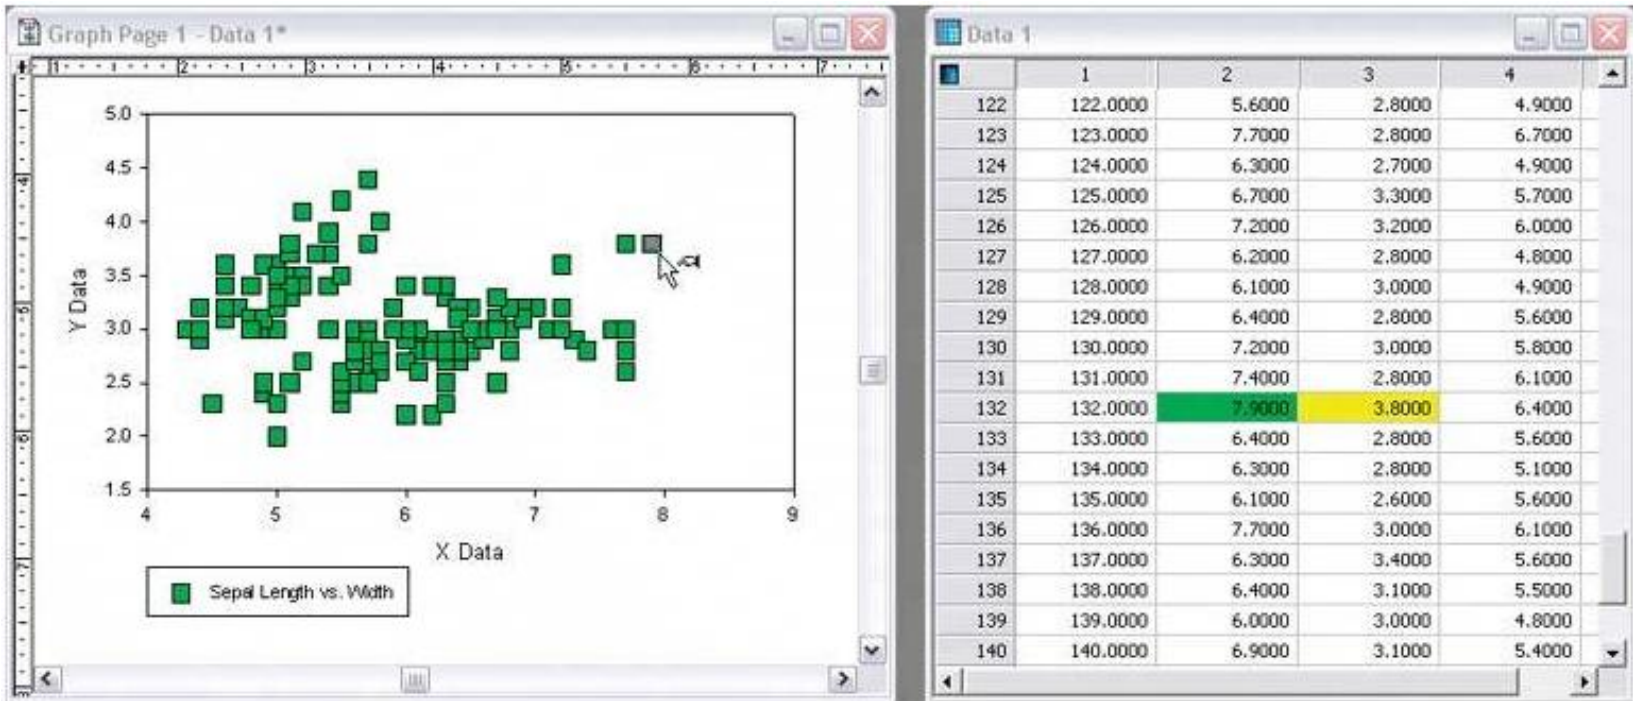 Graph Page 1 - Data 1*
1 2 3 4 5 6 7
4
5
6
7
8
5.0
4.5
4.0
3.5
3.0
2.5
2.0
1.5
Y Data
4 5 6 7 8 9
X Data
Sepal Length vs. Width
Data 1
1 2 3 4
122 122.0000 5.6000 2.8000 4.9000
123 123.0000 7.7000 2.8000 6.7000
124 124.0000 6.3000 2.7000 4.9000
125 125.0000 6.7000 3.3000 5.7000
126 126.0000 7.2000 3.2000 6.0000
127 127.0000 6.2000 2.8000 4.8000
128 128.0000 6.1000 3.0000 4.9000
129 129.0000 6.4000 2.8000 5.6000
130 130.0000 7.2000 3.0000 5.8000
131 131.0000 7.4000 2.8000 6.1000
132 132.0000 7.9000 3.8000 6.4000
133 133.0000 6.4000 2.8000 5.6000
134 134.0000 6.3000 2.8000 5.1000
135 135.0000 6.1000 2.6000 5.6000
136 136.0000 7.7000 3.0000 6.1000
137 137.0000 6.3000 3.4000 5.6000
138 138.0000 6.4000 3.1000 5.5000
139 139.0000 6.0000 3.0000 4.8000
140 140.0000 6.9000 3.1000 5.4000